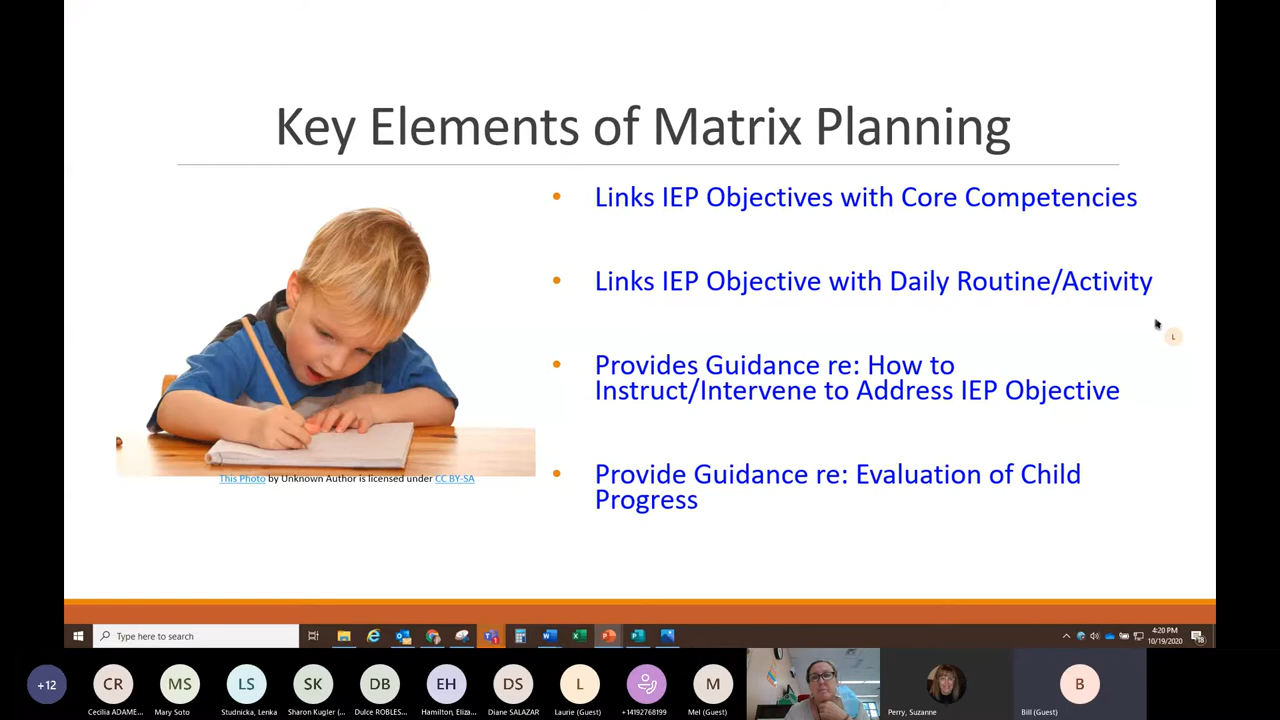 Key Elements of Matrix Planning
• Links IEP Objectives with Core Competencies
• Links IEP Objective with Daily Routine/Activity
L
• Provides Guidance re: How to
Instruct/Intervene to Address IEP Objective
• Provide Guidance re: Evaluation of Child
Progress
This Photo by Unknown Author is licensed under CC BY-SA
Type here to search
4:20 PM
10/19/2020
+12
CR
MS
LS
SK
DB
EH
DS
L
M
B
Cecilia ADAME...
Mary Soto
Studnicka, Lenka
Sharon Kugler (...
Dulce ROBLES...
Hamilton, Eliza...
Diane SALAZAR
Laurie (Guest)
+14192768199
Mel (Guest)
Perry, Suzanne
Bill (Guest)